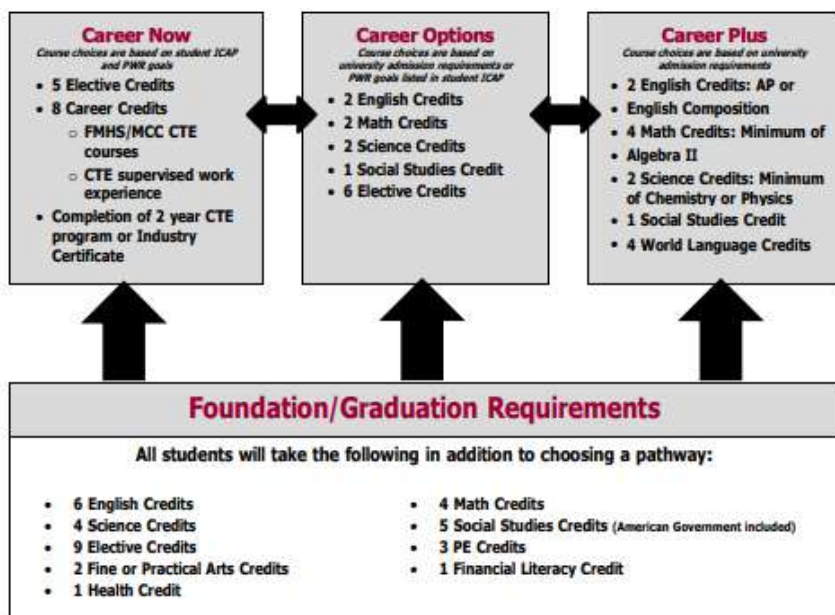 Career Now
Course choices are based on student ICAP
and PWR goals
• 5 Elective Credits
• 8 Career Credits
o FMHS/MCC CTE
courses
o CTE supervised work
experience
• Completion of 2 year CTE
program or Industry
Certificate
Career Options
Course choices are based on
university admission requirements or
PWR goals listed in student ICAP
• 2 English Credits
• 2 Math Credits
• 2 Science Credits
• 1 Social Studies Credit
• 6 Elective Credits
Career Plus
Course choices are based on university
admission requirements
• 2 English Credits: AP or
• English Composition
• 4 Math Credits: Minimum of
• Algebra II
• 2 Science Credits: Minimum
of Chemistry or Physics
• 1 Social Studies Credit
• 4 World Language Credits
Foundation/Graduation Requirements
All students will take the following in addition to choosing a pathway:
• 6 English Credits
• 4 Science Credits
• 9 Elective Credits
• 2 Fine or Practical Arts Credits
• 1 Health Credit
• 4 Math Credits
• 5 Social Studies Credits (American Government included)
• 3 PE Credits
• 1 Financial Literacy Credit